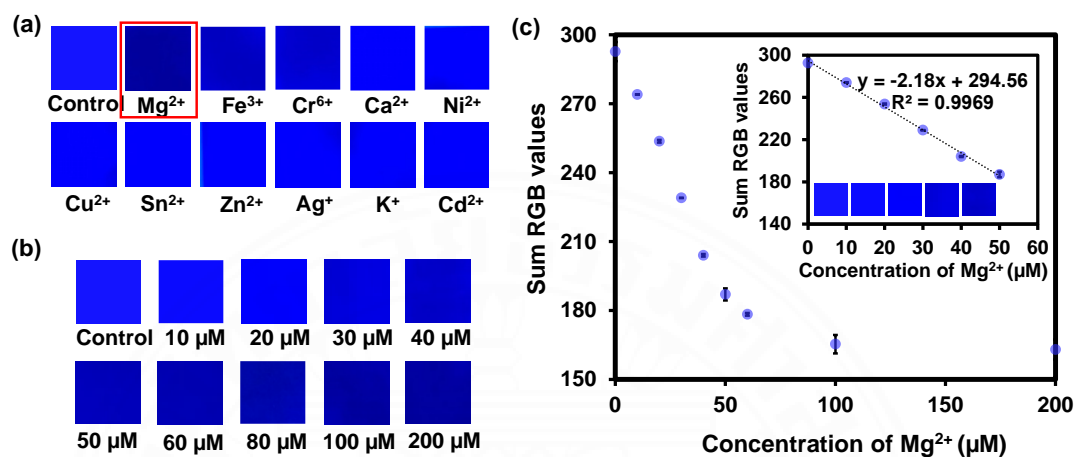 (a)
Control Mg²⁺ Fe³⁺ Cr⁶⁺ Ca²⁺ Ni²⁺
Cu²⁺ Sn²⁺ Zn²⁺ Ag⁺ K⁺ Cd²⁺
(b)
Control 10 µM 20 µM 30 µM 40 µM
50 µM 60 µM 80 µM 100 µM 200 µM
(c)
Sum RGB values
300
270
240
210
180
150
0 50 100 150 200
Concentration of Mg²⁺ (µM)
Sum RGB values
300
260
220
180
140
y = -2.18x + 294.56
R² = 0.9969
0 10 20 30 40 50 60
Concentration of Mg²⁺ (µM)